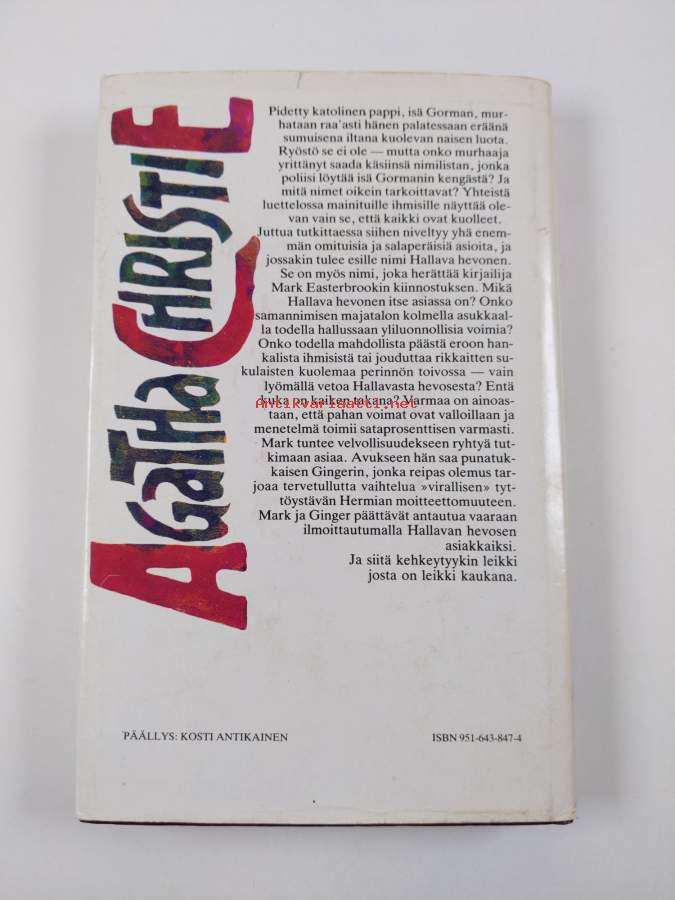 AGATHA CHRISTIE
Pidetty katolinen pappi, isä Gorman, mur-
hataan raa'asti hänen palatessaan eräänä
sumuisena iltana kuolevan naisen luota.
Ryöstö se ei ole — mutta onko murhaaja
yrittänyt saada käsiinsä nimilistan, jonka
poliisi löytää isä Gormanin kengästä? Ja
mitä nimet oikein tarkoittavat? Yhteistä
luettelossa mainituille ihmisille näyttää ole-
van vain se, että kaikki ovat kuolleet.
Juttua tutkittaessa siihen niveltyy yhä enem-
män omituisia ja salaperäisiä asioita, ja
jossakin tulee esille nimi Hallava hevonen.
Se on myös nimi, joka herättää kirjailija
Mark Easterbrookin kiinnostuksen. Mikä
Hallava hevonen itse asiassa on? Onko
samannimisen majatalon kolmella asukkaal-
la todella hallussaan yliluonnollisia voimia?
Onko todella mahdollista päästä eroon han-
kalista ihmisistä tai jouduttaa rikkaitten su-
kulaisten kuolemaa perinnön toivossa — vain
lyömällä vetoa Hallavasta hevosesta? Entä
kuka on kaiken takana? Varmaa on ainoas-
Antikvariaatti.net
taan, että pahan voimat ovat valloillaan ja
menetelmä toimii sataprosenttisen varmasti.
Mark tuntee velvollisuudekseen ryhtyä tut-
kimaan asiaa. Avukseen hän saa punatuk-
kaisen Gingerin, jonka reipas olemus tar-
joaa tervetullutta vaihtelua »virallisen» tyt-
töystävän Hermian moitteettomuuteen.
Mark ja Ginger päättävät antautua vaaraan
ilmoittautumalla Hallavan hevosen
asiakkaiksi.
Ja siitä kehkeytyykin leikki
josta on leikki kaukana.
PÄÄLLYS: KOSTI ANTIKAINEN
ISBN 951-643-847-4